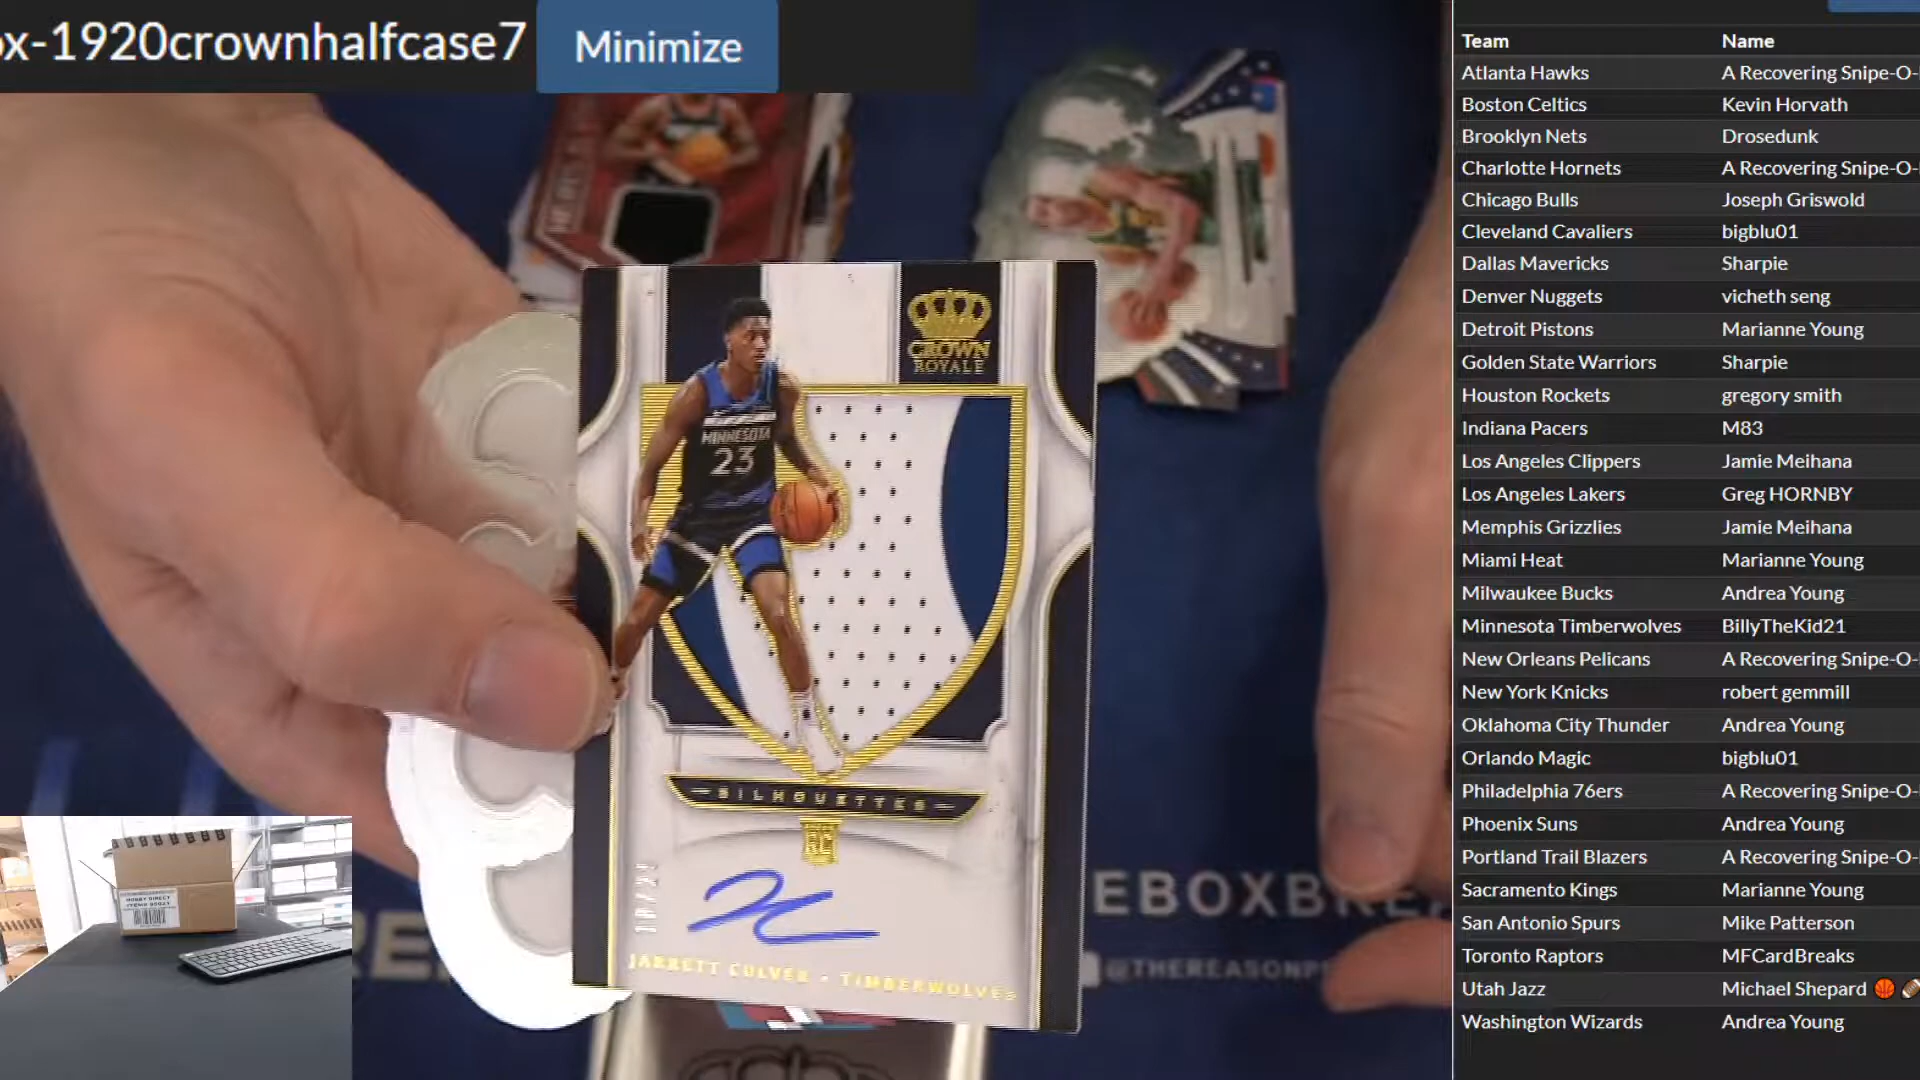 ox-1920crownhalfcase7
Minimize
MINNESOTA
23
CROWN
ROYALE
SILHOUETTES
RC
JARRETT CULVER • TIMBERWOLVES
EBOXBRE
@THEREASONP
Team Name
Atlanta Hawks A Recovering Snipe-O-
Boston Celtics Kevin Horvath
Brooklyn Nets Drosedunk
Charlotte Hornets A Recovering Snipe-O-
Chicago Bulls Joseph Griswold
Cleveland Cavaliers bigblu01
Dallas Mavericks Sharpie
Denver Nuggets vicheth seng
Detroit Pistons Marianne Young
Golden State Warriors Sharpie
Houston Rockets gregory smith
Indiana Pacers M83
Los Angeles Clippers Jamie Meihana
Los Angeles Lakers Greg HORNBY
Memphis Grizzlies Jamie Meihana
Miami Heat Marianne Young
Milwaukee Bucks Andrea Young
Minnesota Timberwolves BillyTheKid21
New Orleans Pelicans A Recovering Snipe-O-
New York Knicks robert gemmill
Oklahoma City Thunder Andrea Young
Orlando Magic bigblu01
Philadelphia 76ers A Recovering Snipe-O-
Phoenix Suns Andrea Young
Portland Trail Blazers A Recovering Snipe-O-
Sacramento Kings Marianne Young
San Antonio Spurs Mike Patterson
Toronto Raptors MFCardBreaks
Utah Jazz Michael Shepard 🏀 🏈
Washington Wizards Andrea Young